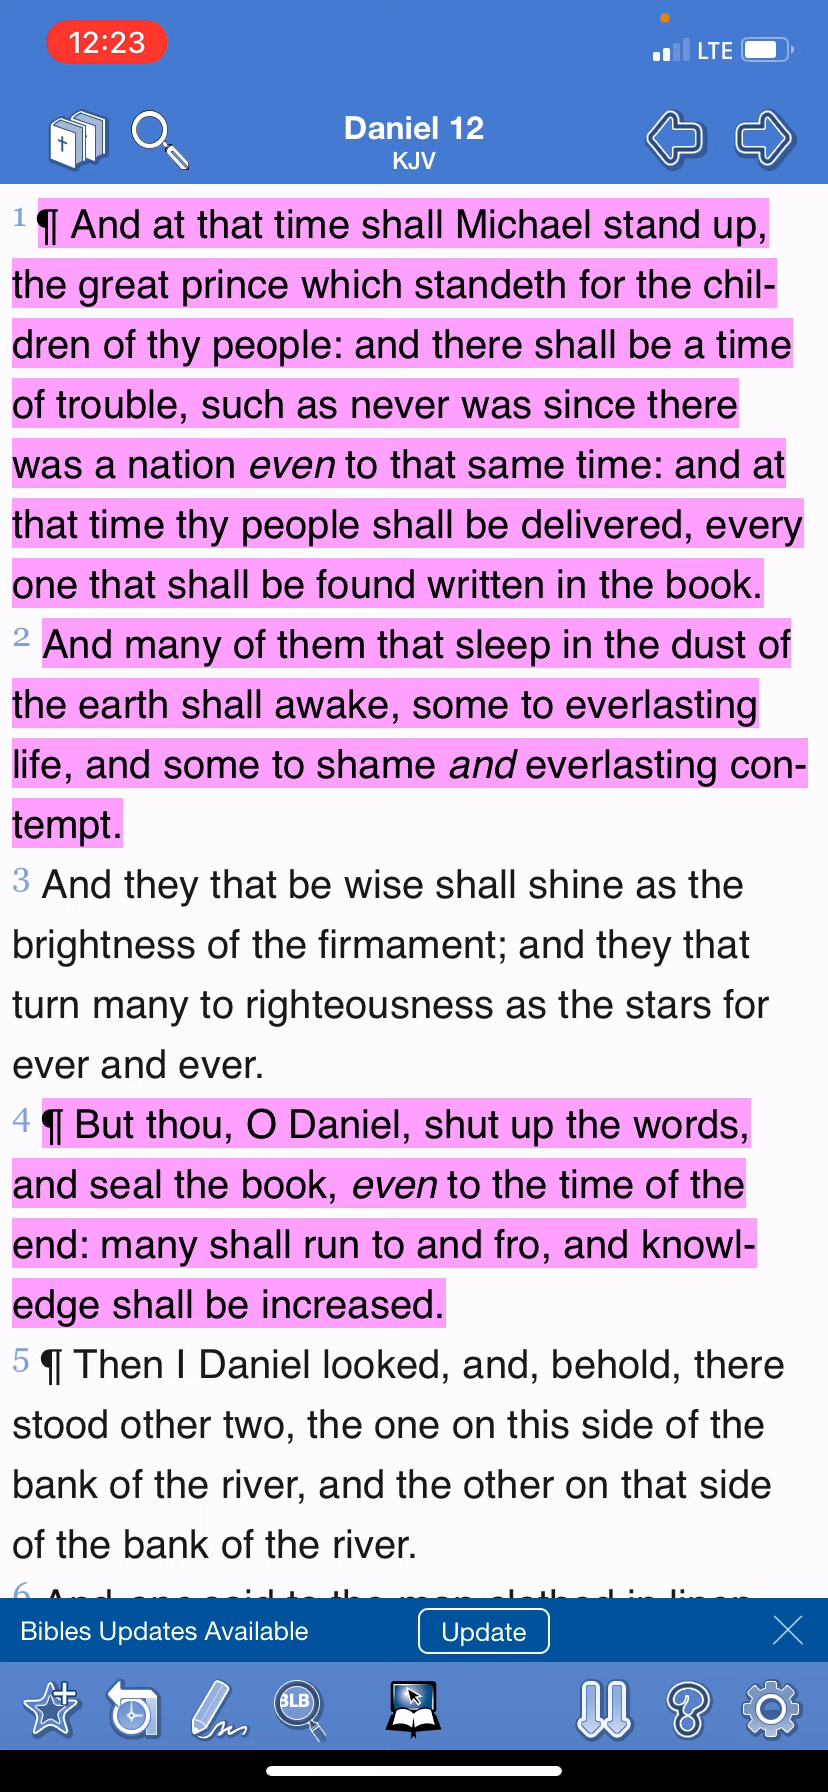 12:23
LTE
Daniel 12
KJV
1 ¶ And at that time shall Michael stand up,
the great prince which standeth for the chil-
dren of thy people: and there shall be a time
of trouble, such as never was since there
was a nation even to that same time: and at
that time thy people shall be delivered, every
one that shall be found written in the book.
2 And many of them that sleep in the dust of
the earth shall awake, some to everlasting
life, and some to shame and everlasting con-
tempt.
3 And they that be wise shall shine as the
brightness of the firmament; and they that
turn many to righteousness as the stars for
ever and ever.
4 ¶ But thou, O Daniel, shut up the words,
and seal the book, even to the time of the
end: many shall run to and fro, and knowl-
edge shall be increased.
5 ¶ Then I Daniel looked, and, behold, there
stood other two, the one on this side of the
bank of the river, and the other on that side
of the bank of the river.
6 And one said to the man clothed in linen,
Bibles Updates Available
Update
BLB